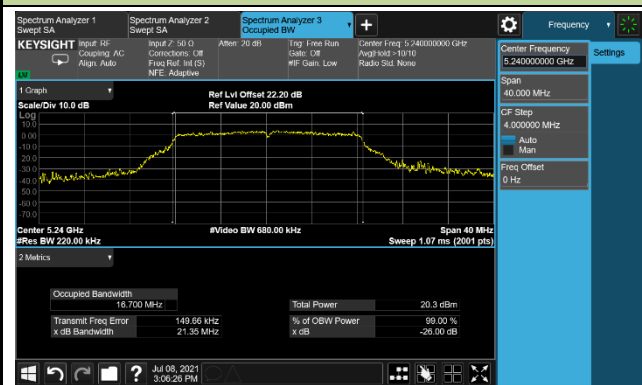 Spectrum Analyzer 1
Swept SA
Spectrum Analyzer 2
Swept SA
Spectrum Analyzer 3
Occupied BW
Frequency
KEYSIGHT
Input: RF
Coupling: AC
Align: Auto
Input Z: 50 Ω
Corrections: Off
Freq Ref: Int (S)
NFE: Adaptive
Atten: 20 dB
Trig: Free Run
Gate: Off
#IF Gain: Low
Center Freq: 5.240000000 GHz
Avg|Hold:>10/10
Radio Std: None
Center Frequency
5.240000000 GHz
Settings
Span
40.000 MHz
CF Step
4.000000 MHz
Auto
Man
Freq Offset
0 Hz
1 Graph
Scale/Div 10.0 dB
Ref Lvl Offset 22.20 dB
Ref Value 20.00 dBm
Log
10.0
0.00
-10.0
-20.0
-30.0
-40.0
-50.0
-60.0
-70.0
Center 5.24 GHz
#Res BW 220.00 kHz
#Video BW 680.00 kHz
Span 40 MHz
Sweep 1.07 ms (2001 pts)
2 Metrics
Occupied Bandwidth
16.700 MHz
Total Power 20.3 dBm
Transmit Freq Error 149.66 kHz
% of OBW Power 99.00 %
x dB Bandwidth 21.35 MHz
x dB -26.00 dB
?
Jul 08, 2021
3:06:26 PM